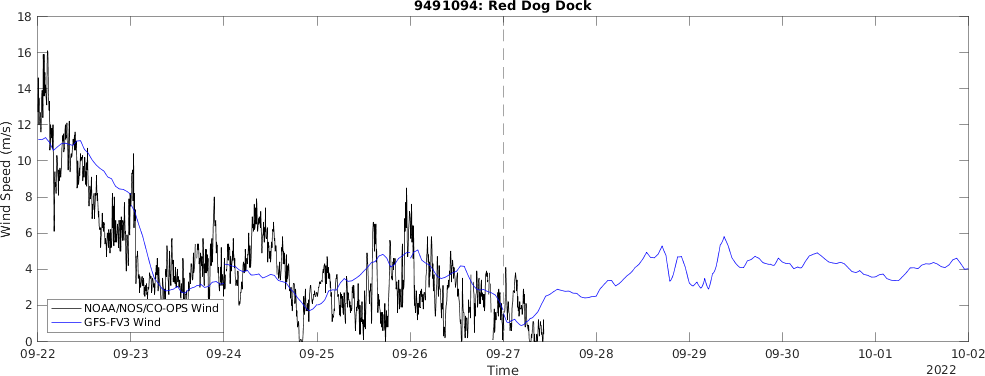 9491094: Red Dog Dock
Wind Speed (m/s)
18
16
14
12
10
8
6
4
2
0
NOAA/NOS/CO-OPS Wind
GFS-FV3 Wind
09-22 09-23 09-24 09-25 09-26 09-27 09-28 09-29 09-30 10-01 10-02
Time
2022